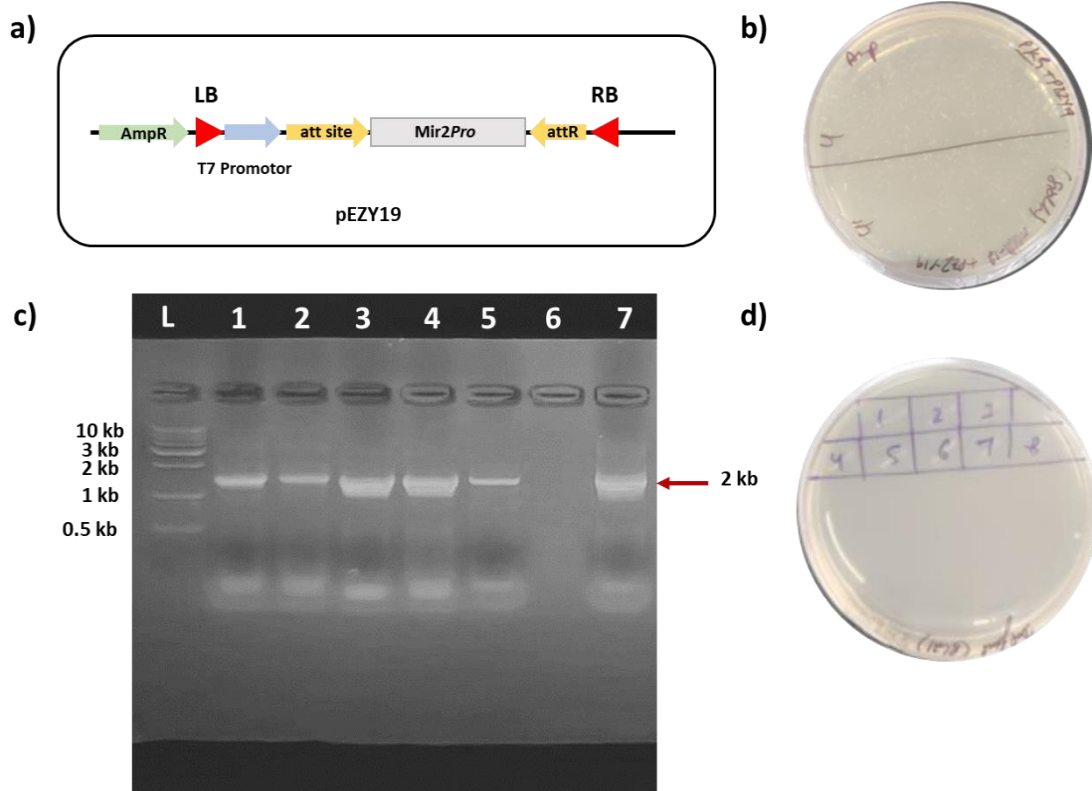 a)
LB
RB
AmpR
att site
Mir2Pro
attR
T7 Promotor
pEZY19
b)
Amp
4
c)
L 1 2 3 4 5 6 7
10 kb
3 kb
2 kb
1 kb
0.5 kb
2 kb
d)
1 2 3
4 5 6 7 8